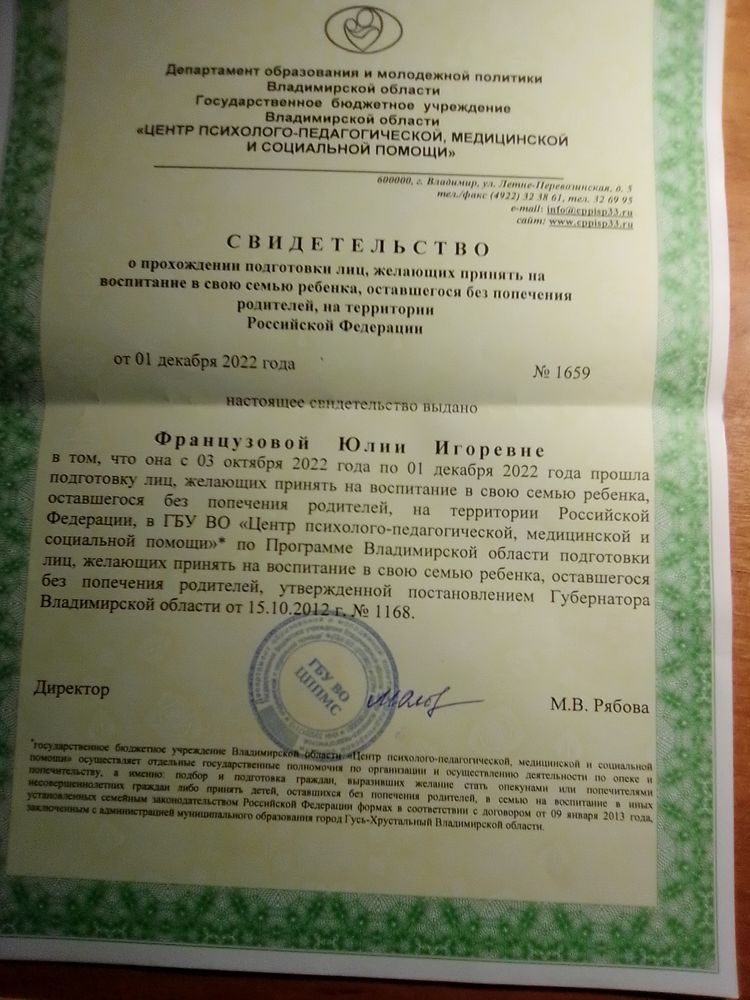 Департамент образования и молодежной политики
Владимирской области
Государственное бюджетное учреждение
Владимирской области
«ЦЕНТР ПСИХОЛОГО-ПЕДАГОГИЧЕСКОЙ, МЕДИЦИНСКОЙ
И СОЦИАЛЬНОЙ ПОМОЩИ»
600000, г. Владимир, ул. Летне-Перевозинская, д. 5
тел./факс (4922) 32 38 61, тел. 32 69 95
e-mail: info@cppisp33.ru
сайт: www.cppisp33.ru
СВИДЕТЕЛЬСТВО
о прохождении подготовки лиц, желающих принять на
воспитание в свою семью ребенка, оставшегося без попечения
родителей, на территории
Российской Федерации
от 01 декабря 2022 года
№ 1659
настоящее свидетельство выдано
Французовой Юлии Игоревне
в том, что она с 03 октября 2022 года по 01 декабря 2022 года прошла
подготовку лиц, желающих принять на воспитание в свою семью ребенка,
оставшегося без попечения родителей, на территории Российской
Федерации, в ГБУ ВО «Центр психолого-педагогической, медицинской и
социальной помощи»* по Программе Владимирской области подготовки
лиц, желающих принять на воспитание в свою семью ребенка, оставшегося
без попечения родителей, утвержденной постановлением Губернатора
Владимирской области от 15.10.2012 г. № 1168.
ГБУ ВО
ЦППМС
Директор
М.В. Рябова
*государственное бюджетное учреждение Владимирской области «Центр психолого-педагогической, медицинской и социальной
помощи» осуществляет отдельные государственные полномочия по организации и осуществлению деятельности по опеке и
попечительству, а именно: подбор и подготовка граждан, выразивших желание стать опекунами или попечителями
несовершеннолетних граждан либо принять детей, оставшихся без попечения родителей, в семью на воспитание в иных
установленных семейным законодательством Российской Федерации формах в соответствии с договором от 09 января 2013 года,
заключенным с администрацией муниципального образования город Гусь-Хрустальный Владимирской области.